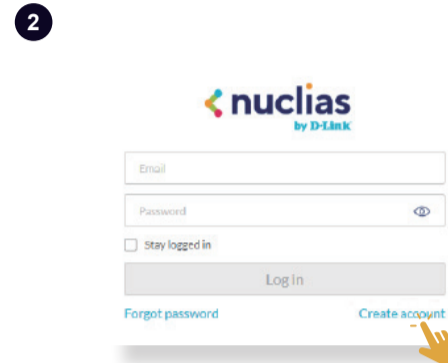 2
nuclias
by D-Link
Email
Password
Stay logged in
Log In
Forgot password
Create account